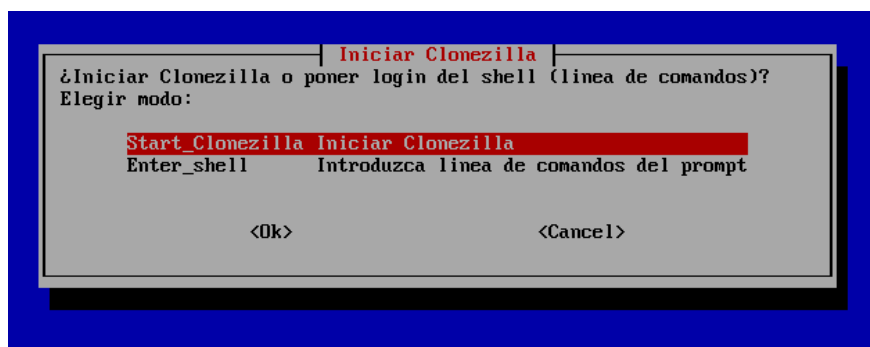 Iniciar Clonezilla
¿Iniciar Clonezilla o poner login del shell (linea de comandos)?
Elegir modo:
Start_Clonezilla Iniciar Clonezilla
Enter_shell Introduzca linea de comandos del prompt
<Ok> <Cancel>